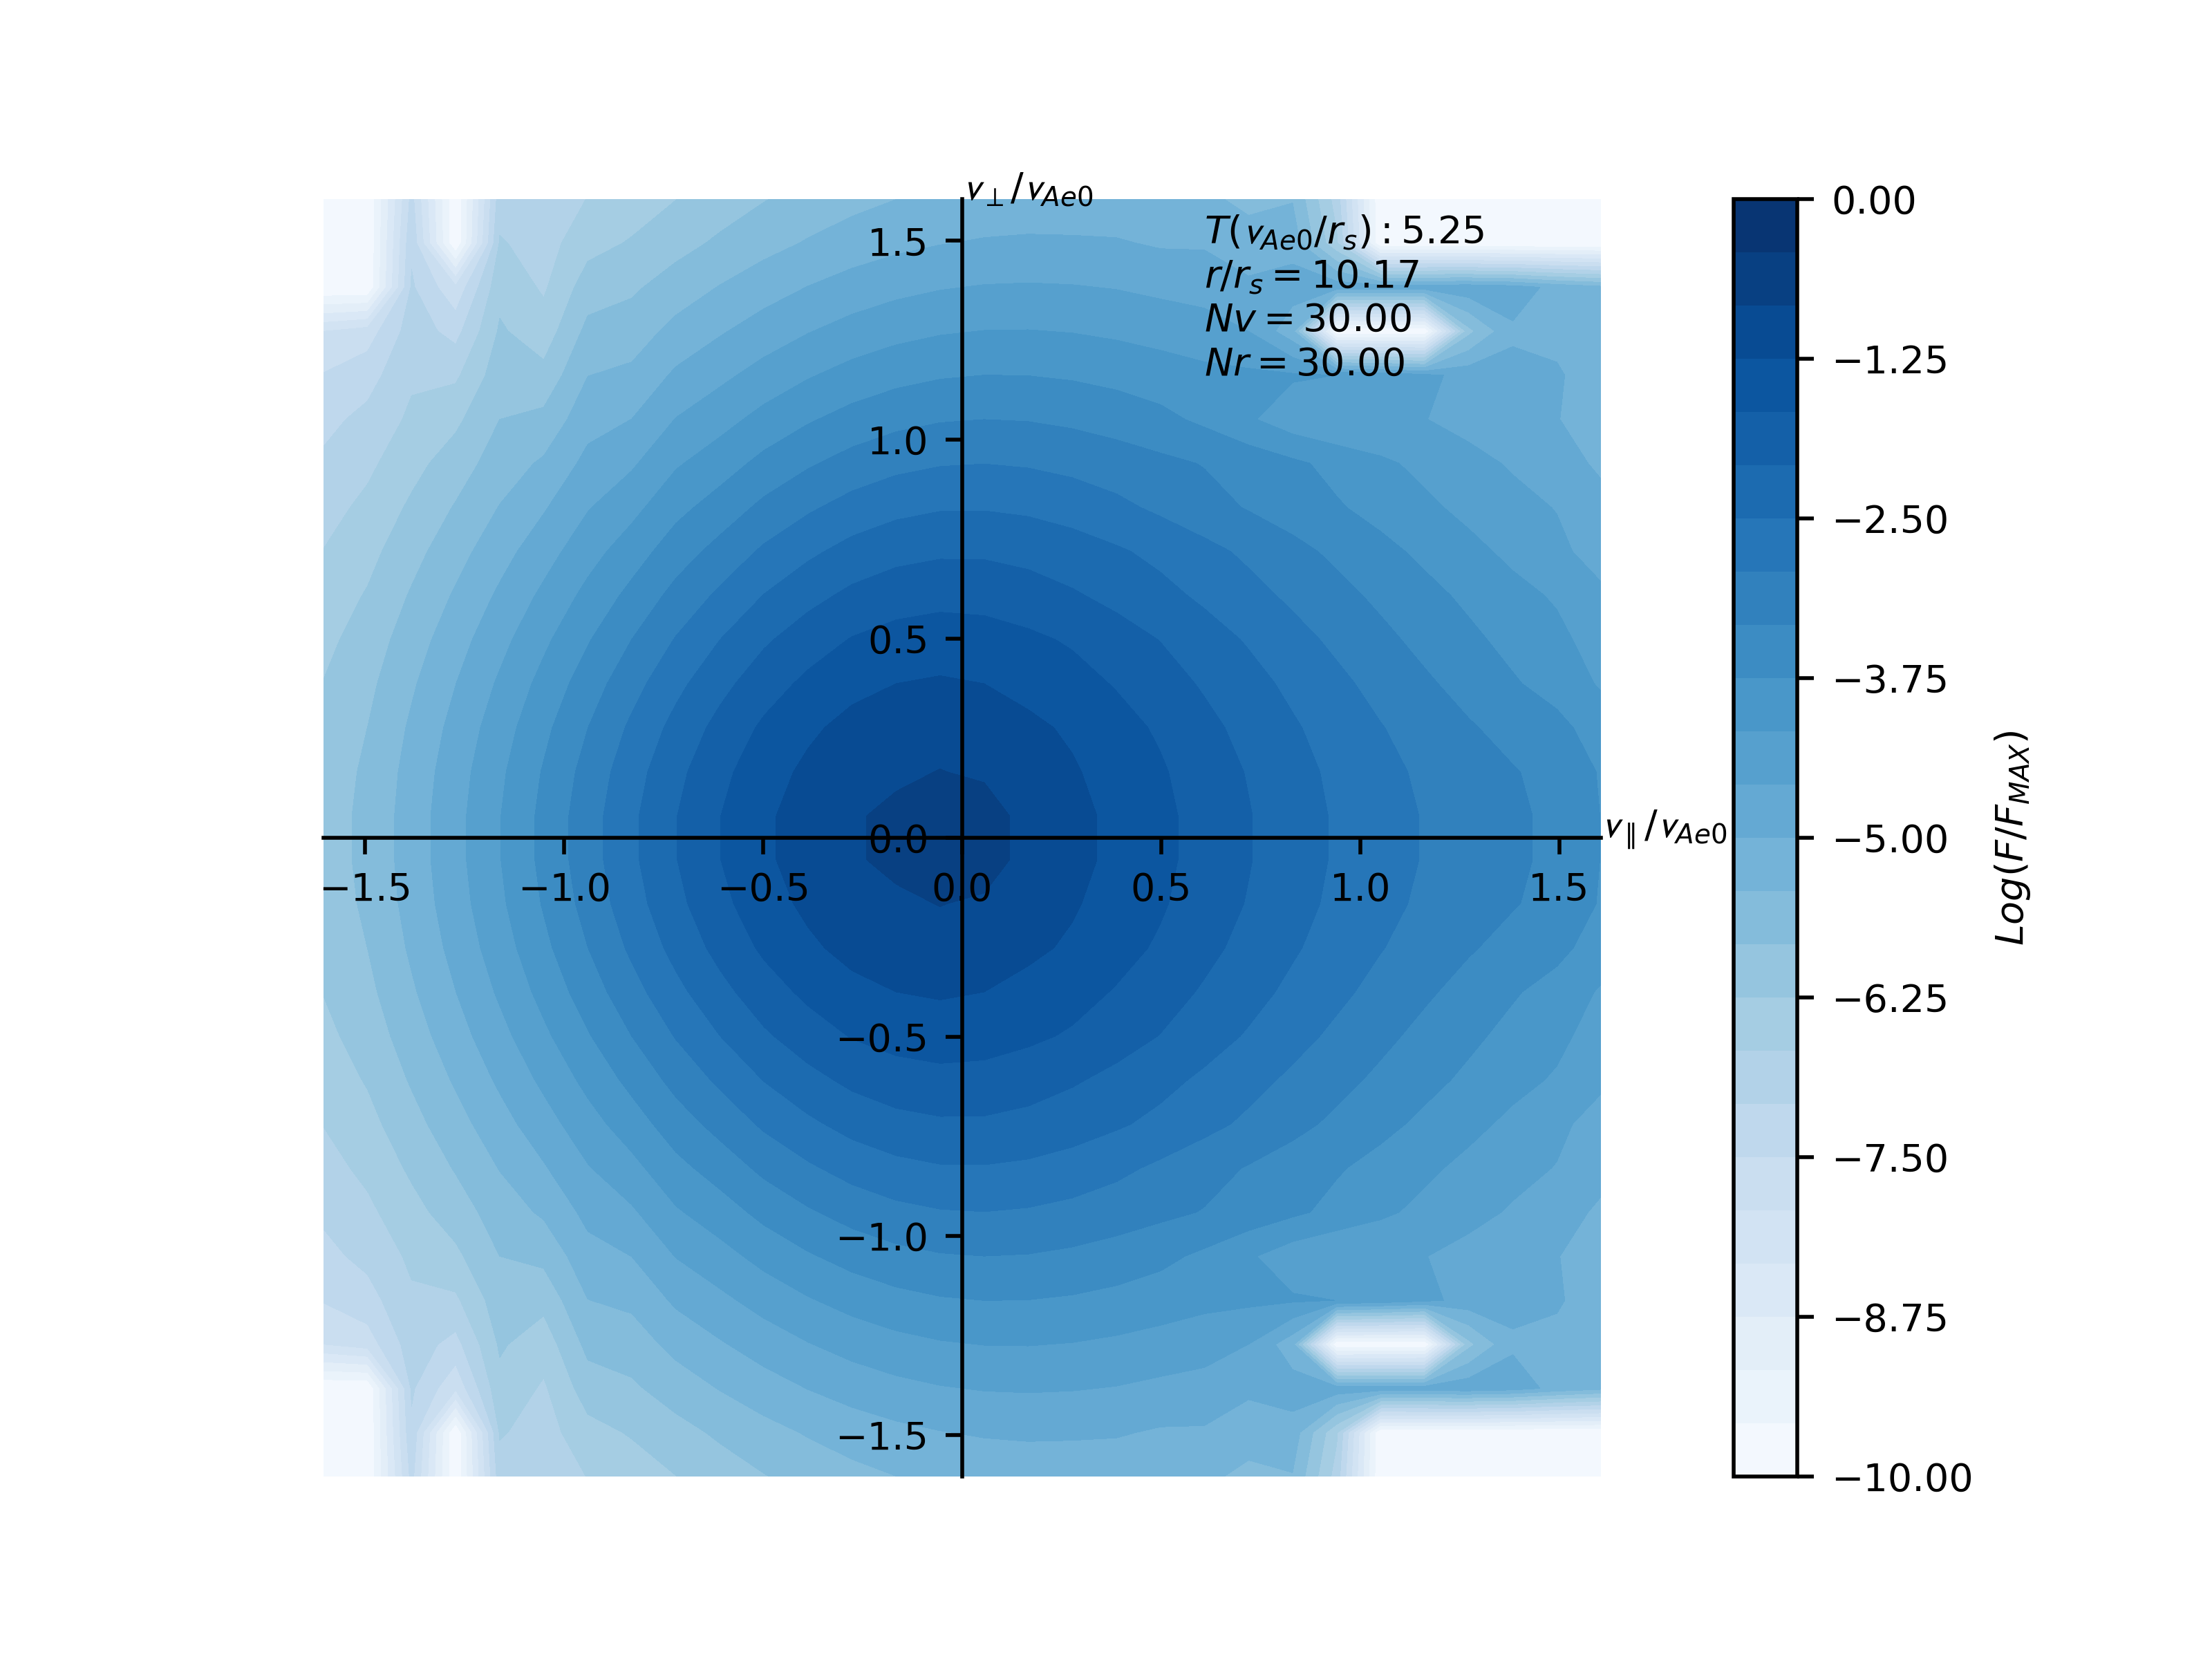 v⊥/vAe0
T(vAe0/rs) : 5.25
r/rs = 10.17
Nv = 30.00
Nr = 30.00
1.5
1.0
0.5
0.0
−0.5
−1.0
−1.5
−1.5 −1.0 −0.5 0.0 0.5 1.0 1.5
v∥/vAe0
0.00
−1.25
−2.50
−3.75
−5.00
−6.25
−7.50
−8.75
−10.00
Log(F/FMAX)